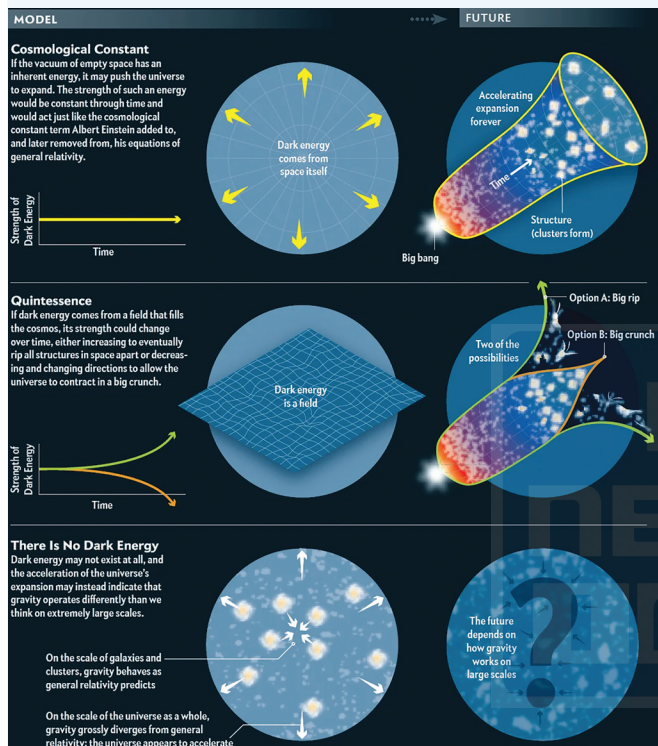 MODEL
FUTURE
Cosmological Constant
If the vacuum of empty space has an
inherent energy, it may push the universe
to expand. The strength of such an energy
would be constant through time and
would act just like the cosmological
constant term Albert Einstein added to,
and later removed from, his equations of
general relativity.
Strength of
Dark Energy
Time
Dark energy
comes from
space itself
Accelerating
expansion
forever
Time
Structure
(clusters form)
Big bang
Quintessence
If dark energy comes from a field that fills
the cosmos, its strength could change
over time, either increasing to eventually
rip all structures in space apart or decreas-
ing and changing directions to allow the
universe to contract in a big crunch.
Strength of
Dark Energy
Time
Dark energy
is a field
Two of the
possibilities
Option A: Big rip
Option B: Big crunch
There Is No Dark Energy
Dark energy may not exist at all, and
the acceleration of the universe's
expansion may instead indicate that
gravity operates differently than we
think on extremely large scales.
On the scale of galaxies and
clusters, gravity behaves as
general relativity predicts
On the scale of the universe as a whole,
gravity grossly diverges from general
relativity; the universe appears to accelerate
The future
depends on
how gravity
works on
large scales
?